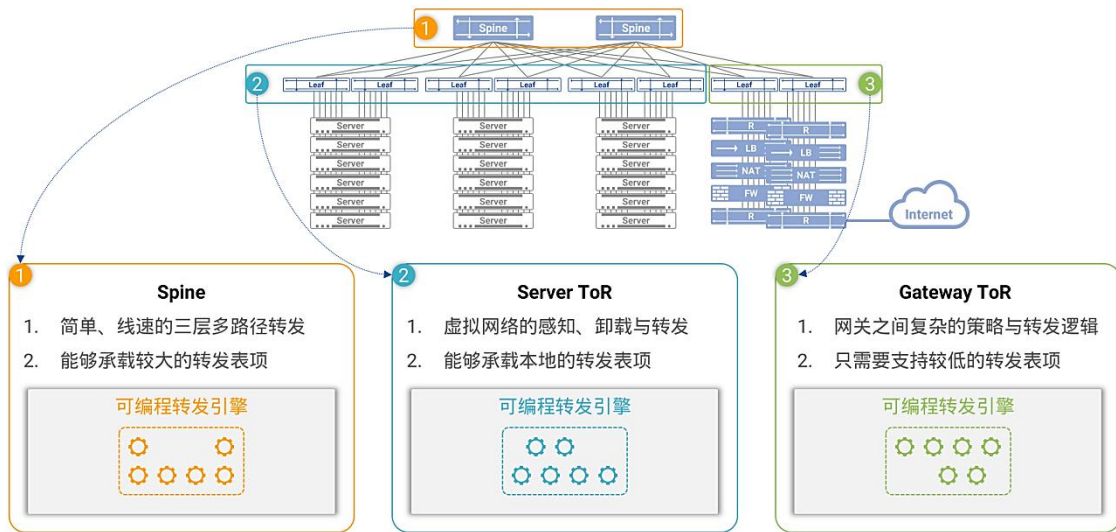 1 Spine Spine
2 Leaf Leaf Leaf Leaf Leaf Leaf Leaf Leaf 3
Server Server Server R R
Server Server Server LB LB
Server Server Server NAT NAT
Server Server Server FW FW
Server Server Server R R
Server Server Server
Internet
1
Spine
1. 简单、线速的三层多路径转发
2. 能够承载较大的转发表项
可编程转发引擎
2
Server ToR
1. 虚拟网络的感知、卸载与转发
2. 能够承载本地的转发表项
可编程转发引擎
3
Gateway ToR
1. 网关之间复杂的策略与转发逻辑
2. 只需要支持较低的转发表项
可编程转发引擎